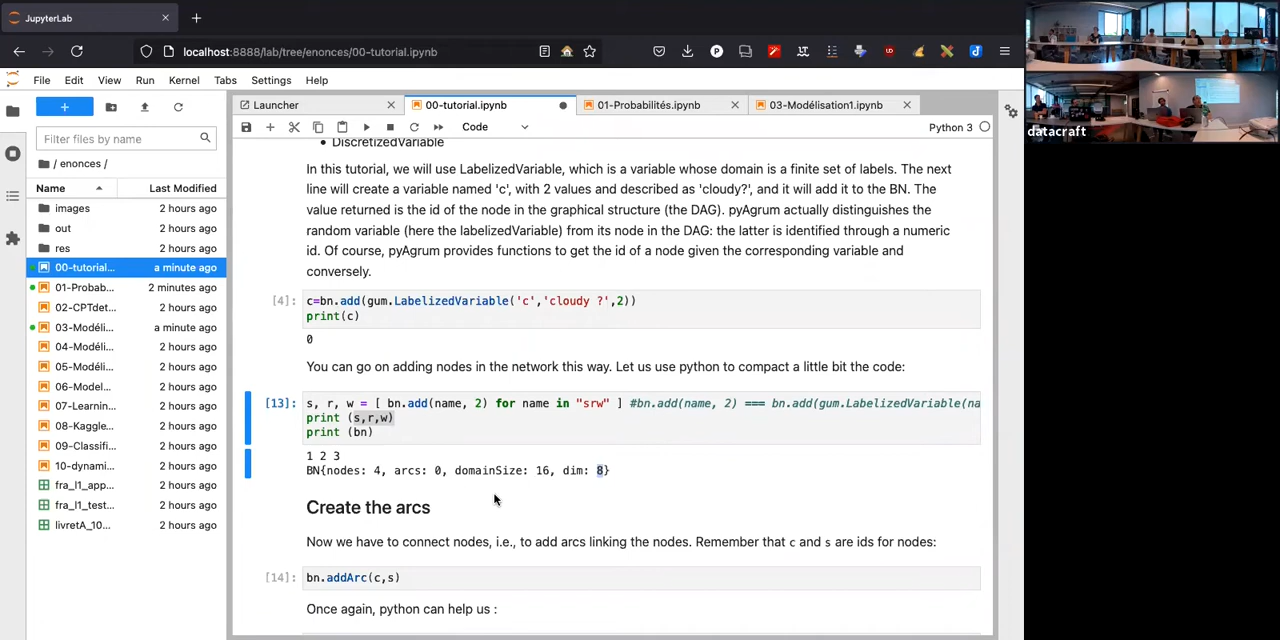 JupyterLab
localhost:8888/lab/tree/enonces/00-tutorial.ipynb
File Edit View Run Kernel Tabs Settings Help
Launcher
00-tutorial.ipynb
01-Probabilités.ipynb
03-Modélisation1.ipynb
Code
Python 3
Filter files by name
/ enonces /
Name Last Modified
images 2 hours ago
out 2 hours ago
res 2 hours ago
00-tutorial... a minute ago
01-Probab... 2 minutes ago
02-CPTdet... 2 hours ago
03-Modéli... a minute ago
04-Modéli... 2 hours ago
05-Modéli... 2 hours ago
06-Model... 2 hours ago
07-Learnin... 2 hours ago
08-Kaggle... 2 hours ago
09-Classifi... 2 hours ago
10-dynami... 2 hours ago
fra_l1_app... 2 hours ago
fra_l1_test... 2 hours ago
livretA_10... 2 hours ago
• DiscretizedVariable
In this tutorial, we will use LabelizedVariable, which is a variable whose domain is a finite set of labels. The next
line will create a variable named 'c', with 2 values and described as 'cloudy?', and it will add it to the BN. The
value returned is the id of the node in the graphical structure (the DAG). pyAgrum actually distinguishes the
random variable (here the labelizedVariable) from its node in the DAG: the latter is identified through a numeric
id. Of course, pyAgrum provides functions to get the id of a node given the corresponding variable and
conversely.
[4]: c=bn.add(gum.LabelizedVariable('c','cloudy ?',2))
print(c)
0
You can go on adding nodes in the network this way. Let us use python to compact a little bit the code:
[13]: s, r, w = [ bn.add(name, 2) for name in "srw" ] #bn.add(name, 2) === bn.add(gum.LabelizedVariable(na
print (s,r,w)
print (bn)
1 2 3
BN{nodes: 4, arcs: 0, domainSize: 16, dim: 8}
Create the arcs
Now we have to connect nodes, i.e., to add arcs linking the nodes. Remember that c and s are ids for nodes:
[14]: bn.addArc(c,s)
Once again, python can help us :
datacraft